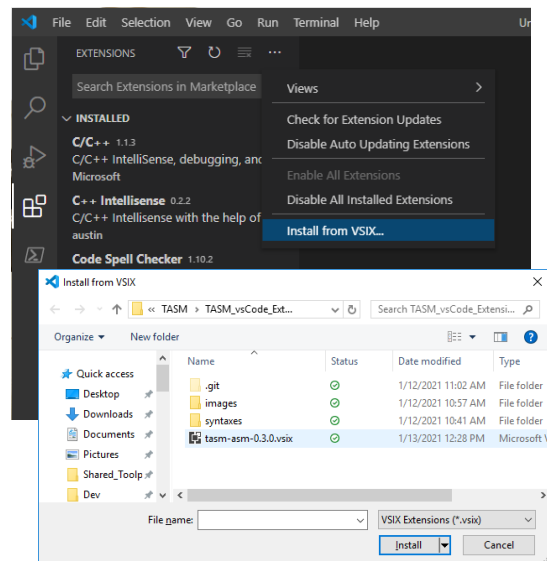 File Edit Selection View Go Run Terminal Help Ur
EXTENSIONS
Search Extensions in Marketplace
INSTALLED
C/C++ 1.1.3
C/C++ IntelliSense, debugging, and
Microsoft
C++ Intellisense 0.2.2
C/C++ Intellisense with the help of
austin
Code Spell Checker 1.10.2
Views
Check for Extension Updates
Disable Auto Updating Extensions
Enable All Extensions
Disable All Installed Extensions
Install from VSIX...
Install from VSIX
« TASM › TASM_vsCode_Ext... Search TASM_vsCode_Extensi...
Organize New folder
Name Status Date modified Type
Quick access
Desktop
Downloads
Documents
Pictures
Shared_Toolp
Dev
.git 1/12/2021 11:02 AM File folder
images 1/12/2021 10:57 AM File folder
syntaxes 1/12/2021 10:41 AM File folder
tasm-asm-0.3.0.vsix 1/13/2021 12:28 PM Microsoft V
File name: VSIX Extensions (*.vsix)
Install Cancel